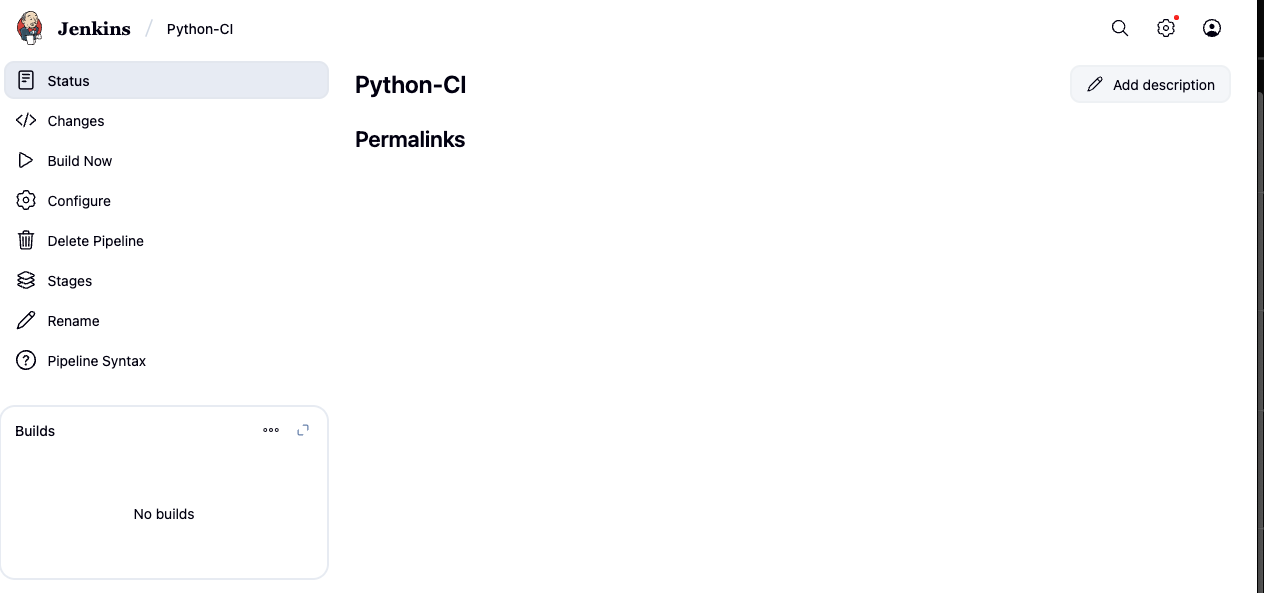 Jenkins / Python-CI
Status
Changes
Build Now
Configure
Delete Pipeline
Stages
Rename
Pipeline Syntax
Builds
No builds
Python-CI
Add description
Permalinks